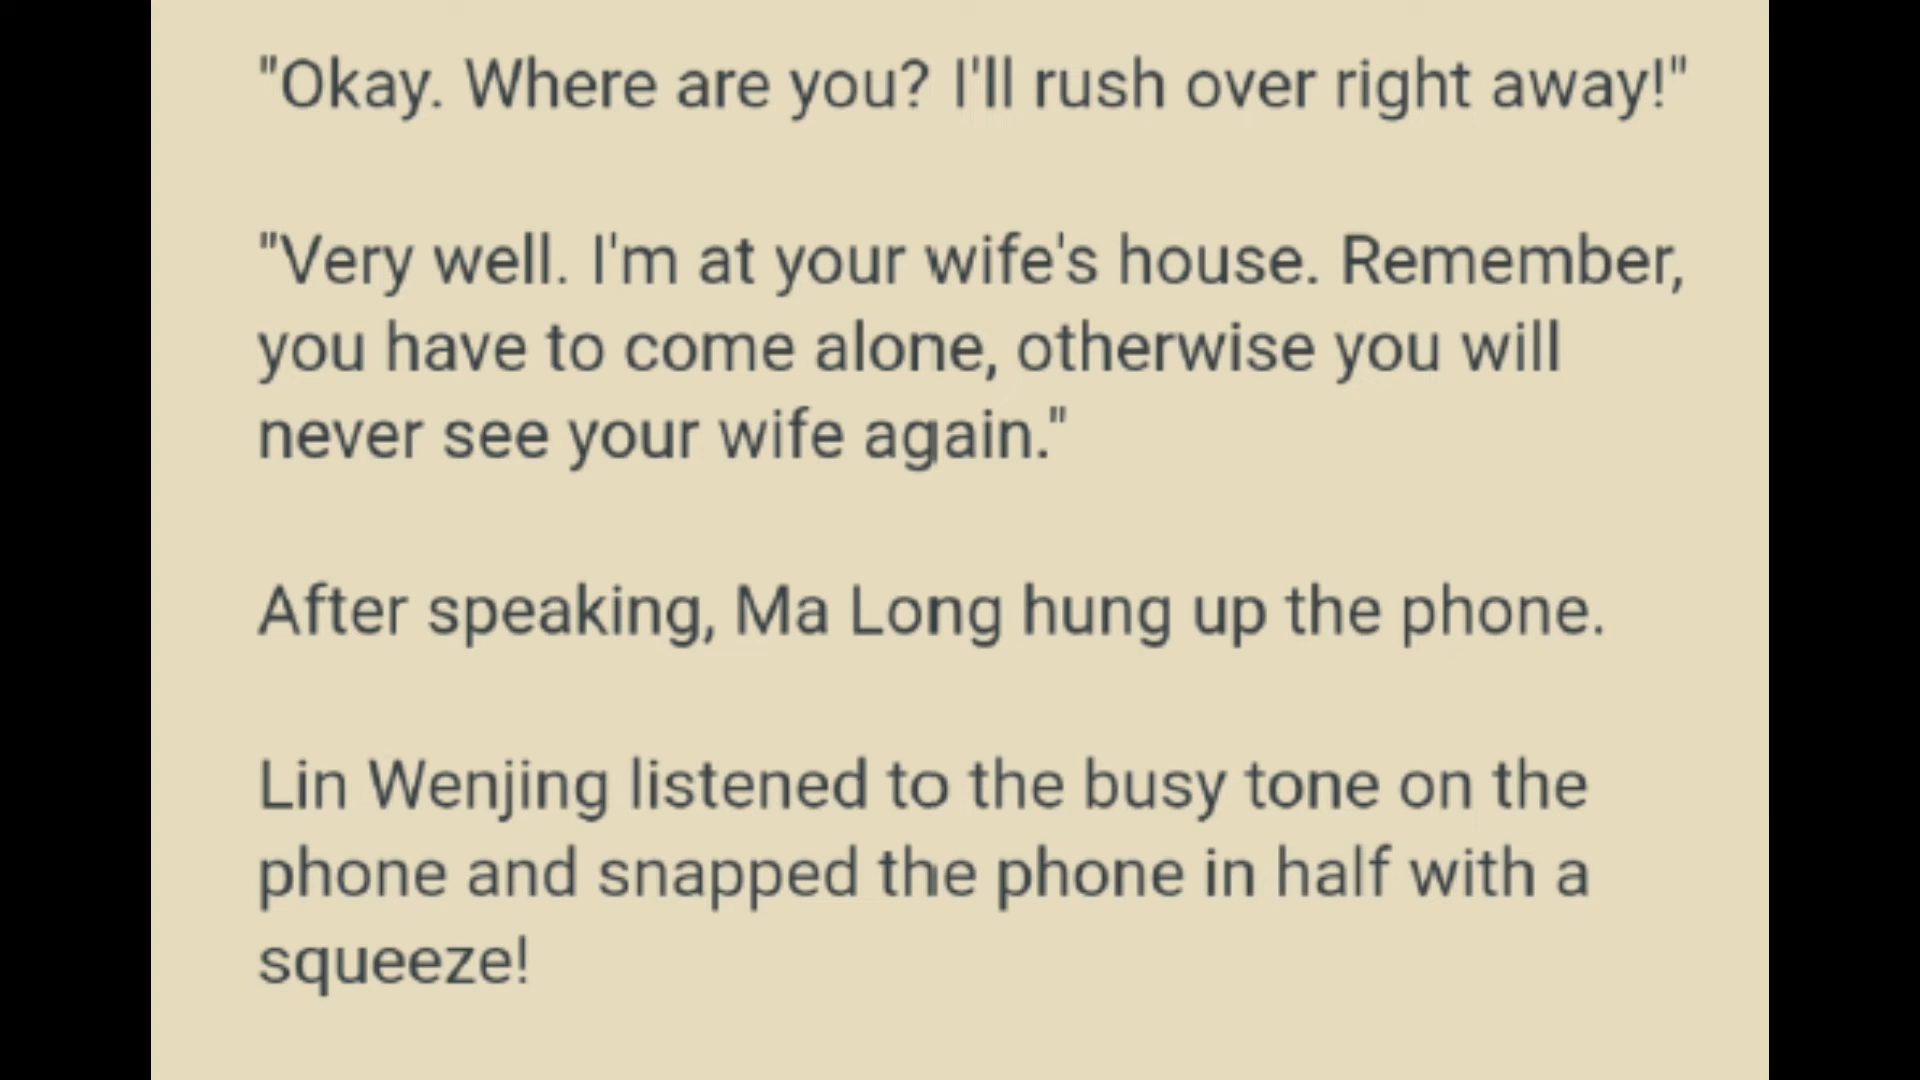 "Okay. Where are you? I'll rush over right away!"
"Very well. I'm at your wife's house. Remember,
you have to come alone, otherwise you will
never see your wife again."
After speaking, Ma Long hung up the phone.
Lin Wenjing listened to the busy tone on the
phone and snapped the phone in half with a
squeeze!